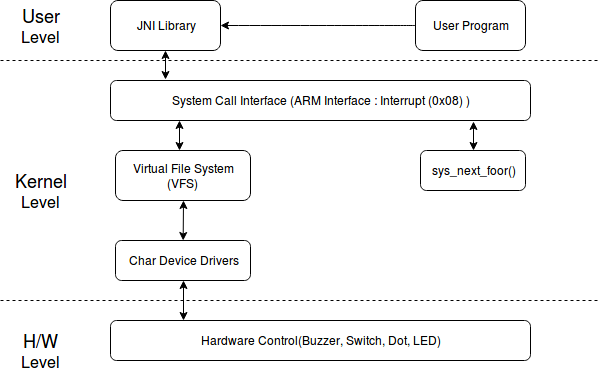 User
Level
JNI Library
User Program
System Call Interface (ARM Interface : Interrupt (0x08) )
Kernel
Level
Virtual File System
(VFS)
sys_next_foor()
Char Device Drivers
H/W
Level
Hardware Control(Buzzer, Switch, Dot, LED)